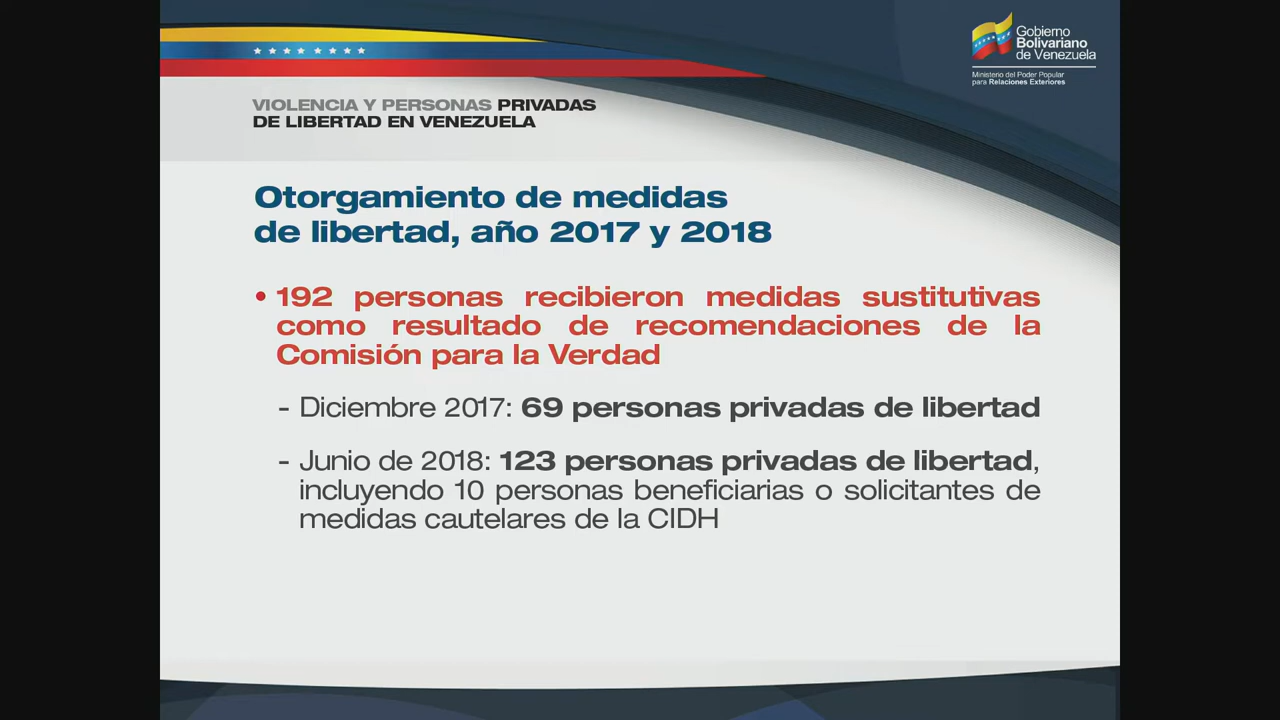 Gobierno
Bolivariano
de Venezuela
Ministerio del Poder Popular
para Relaciones Exteriores
VIOLENCIA Y PERSONAS PRIVADAS
DE LIBERTAD EN VENEZUELA
Otorgamiento de medidas
de libertad, año 2017 y 2018
• 192 personas recibieron medidas sustitutivas
como resultado de recomendaciones de la
Comisión para la Verdad
- Diciembre 2017: 69 personas privadas de libertad
- Junio de 2018: 123 personas privadas de libertad,
incluyendo 10 personas beneficiarias o solicitantes de
medidas cautelares de la CIDH